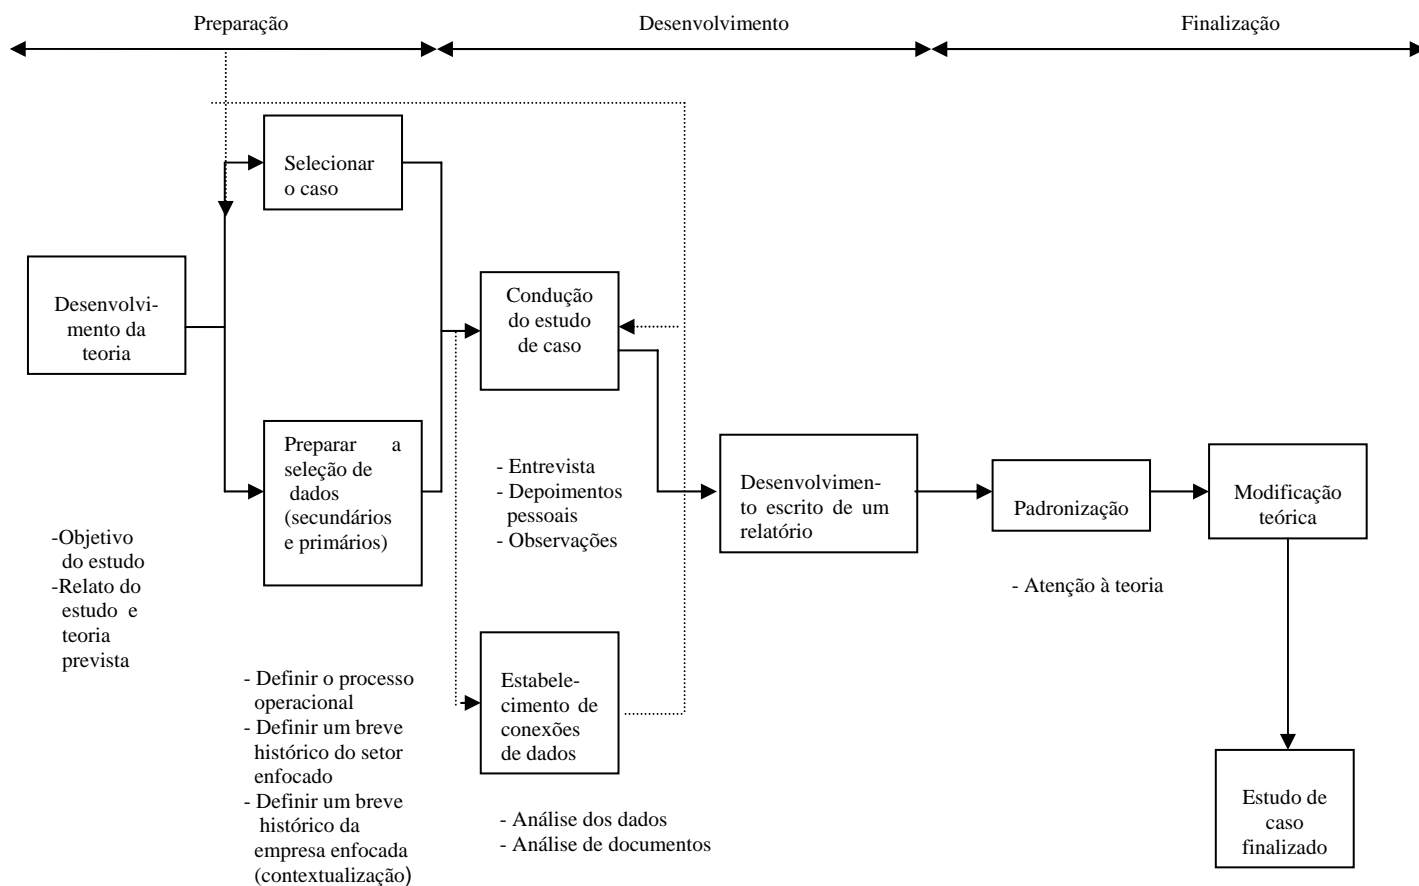 Preparação
Desenvolvimento
Finalização
Selecionar
o caso
Desenvolvi-
mento da
teoria
Condução
do estudo
de caso
Preparar a
seleção de
dados
(secundários
e primários)
- Entrevista
- Depoimentos
pessoais
- Observações
Desenvolvimen-
to escrito de um
relatório
Padronização
Modificação
teórica
-Objetivo
do estudo
-Relato do
estudo e
teoria
prevista
- Atenção à teoria
- Definir o processo
operacional
- Definir um breve
histórico do setor
enfocado
- Definir um breve
histórico da
empresa enfocada
(contextualização)
Estabele-
cimento de
conexões
de dados
- Análise dos dados
- Análise de documentos
Estudo de
caso
finalizado